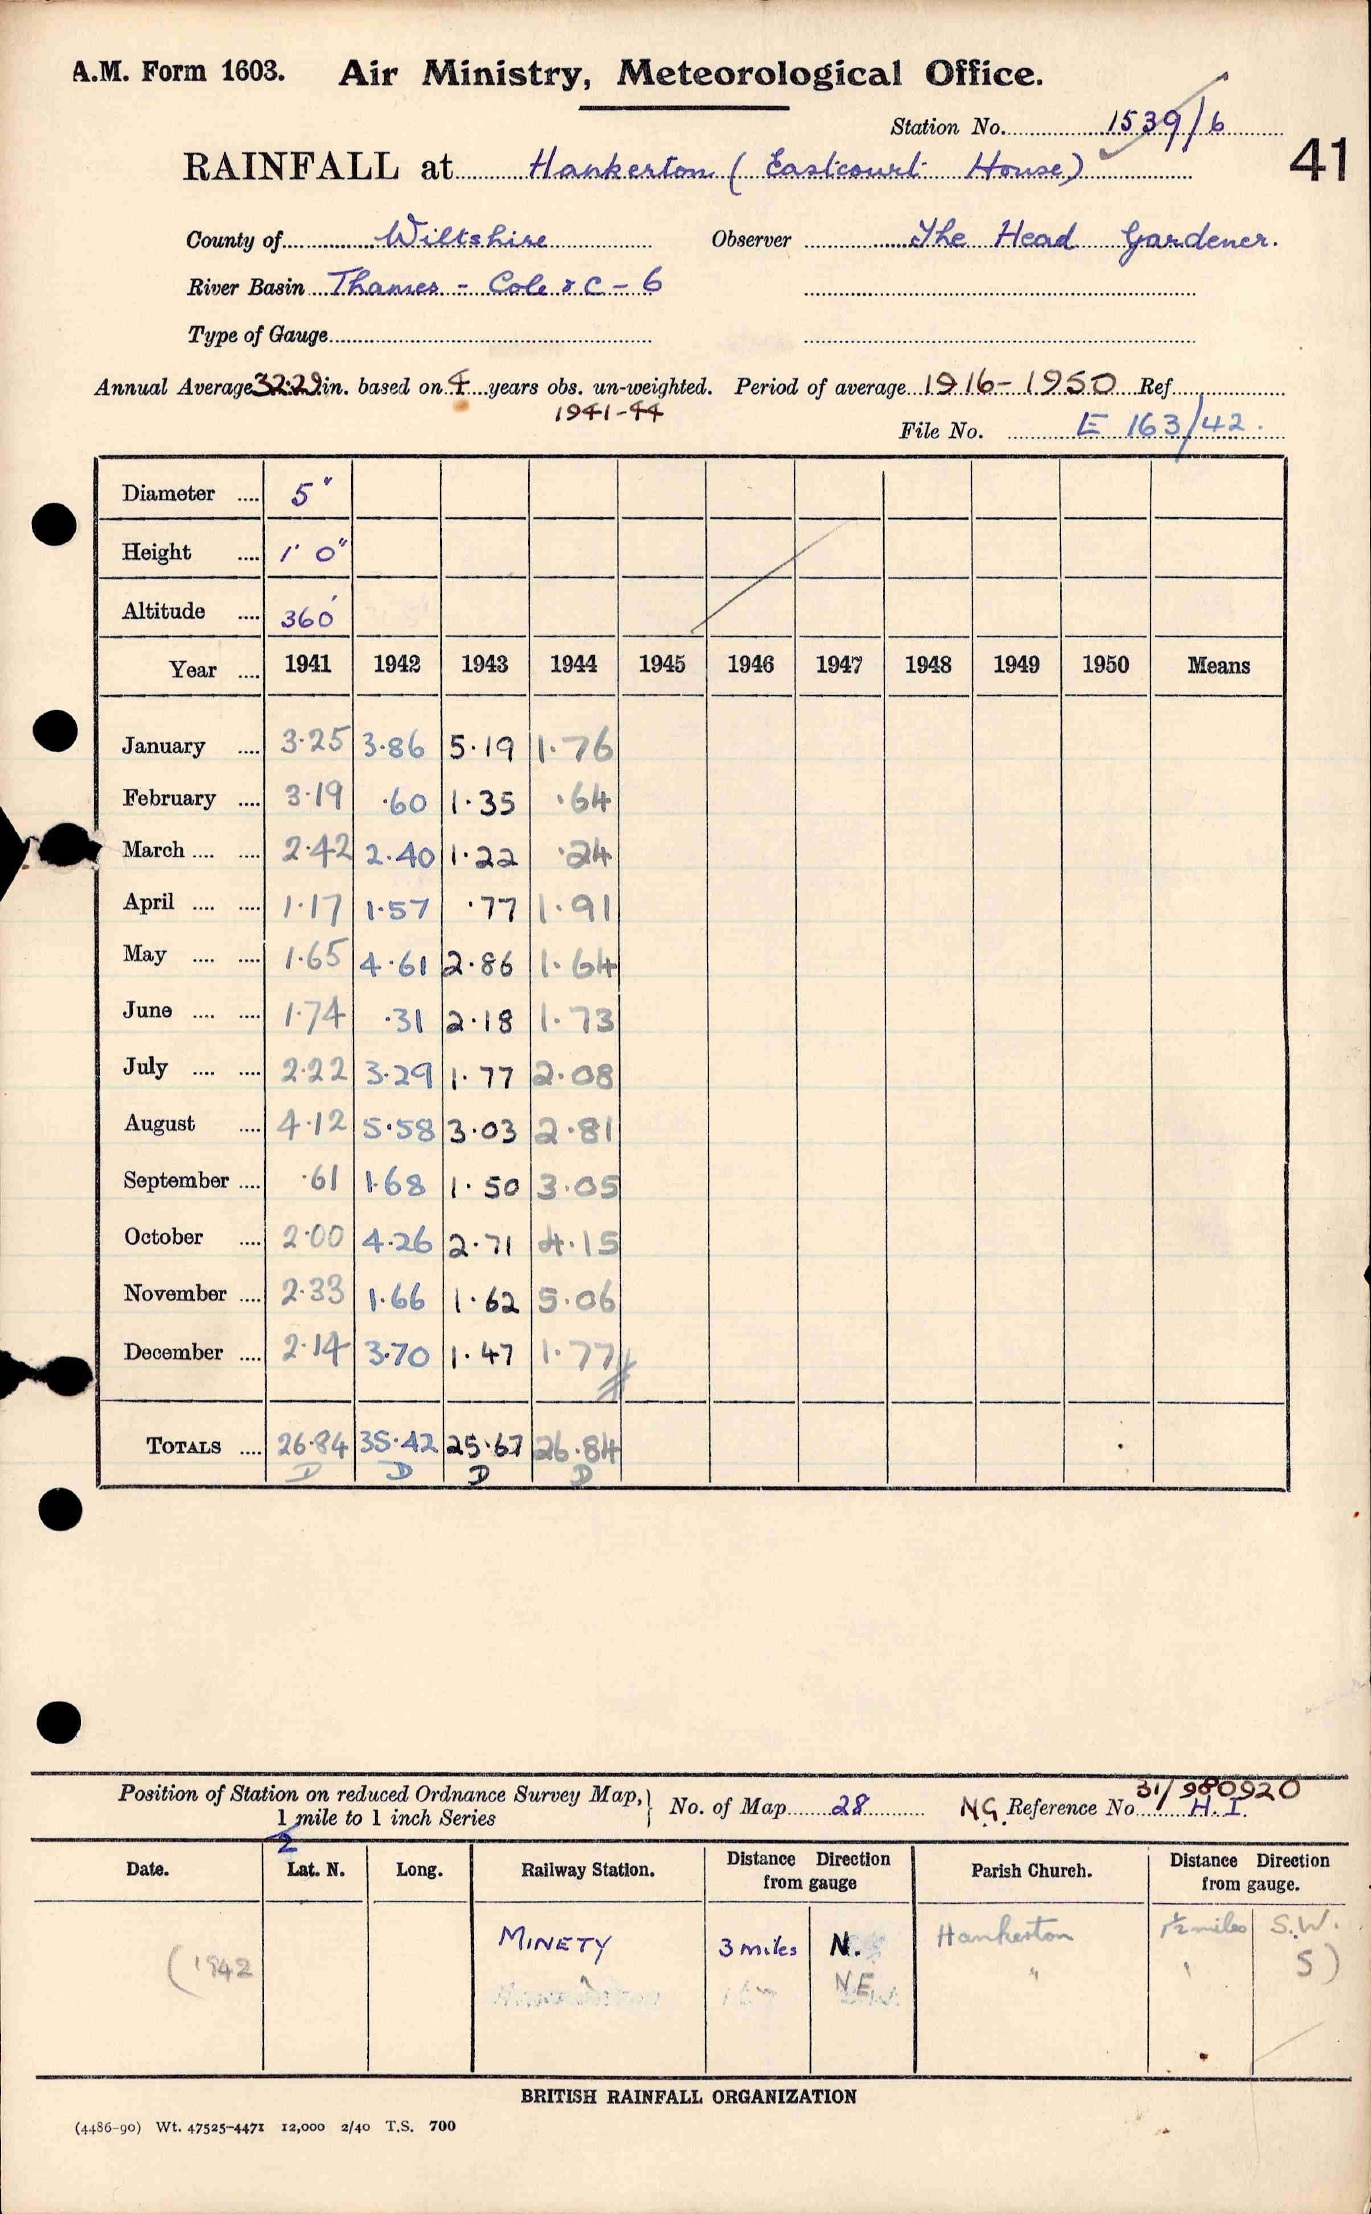 A.M. Form 1603. Air Ministry, Meteorological Office.
Station No. 1539/6
41
RAINFALL at Hankerton (Eastcourt House)
County of Wiltshire Observer The Head Gardener.
River Basin Thames - Cole & C - 6
Type of Gauge
Annual Average 32.29 in. based on 4 years obs. un-weighted. Period of average 1916-1950 Ref.
1941-44
File No. E 163/42.
Diameter .... 5"
Height .... 1' 0"
Altitude .... 360'
Year .... 1941 1942 1943 1944 1945 1946 1947 1948 1949 1950 Means
January .... 3.25 3.86 5.19 1.76
February .... 3.19 .60 1.35 .64
March .... .... 2.42 2.40 1.22 .24
April .... .... 1.17 1.57 .77 1.91
May .... .... 1.65 4.61 2.86 1.64
June .... .... 1.74 .31 2.18 1.73
July .... .... 2.22 3.29 1.77 2.08
August .... 4.12 5.58 3.03 2.81
September .... .61 1.68 1.50 3.05
October .... 2.00 4.26 2.71 4.15
November .... 2.33 1.66 1.62 5.06
December .... 2.14 3.70 1.47 1.77
TOTALS .... 26.84 35.42 25.67 26.84
D D D D
Position of Station on reduced Ordnance Survey Map, No. of Map 28 N.G. Reference No. 31/980920
1 mile to 1 inch Series H.1.
2
Date. Lat. N. Long. Railway Station. Distance Direction from gauge Parish Church. Distance Direction from gauge.
MINETY 3 miles N. Hankerton 1½ miles S.W.
(1942 N.E. " ' S)
BRITISH RAINFALL ORGANIZATION
(4486-90) Wt. 47525-4471 12,000 2/40 T.S. 700